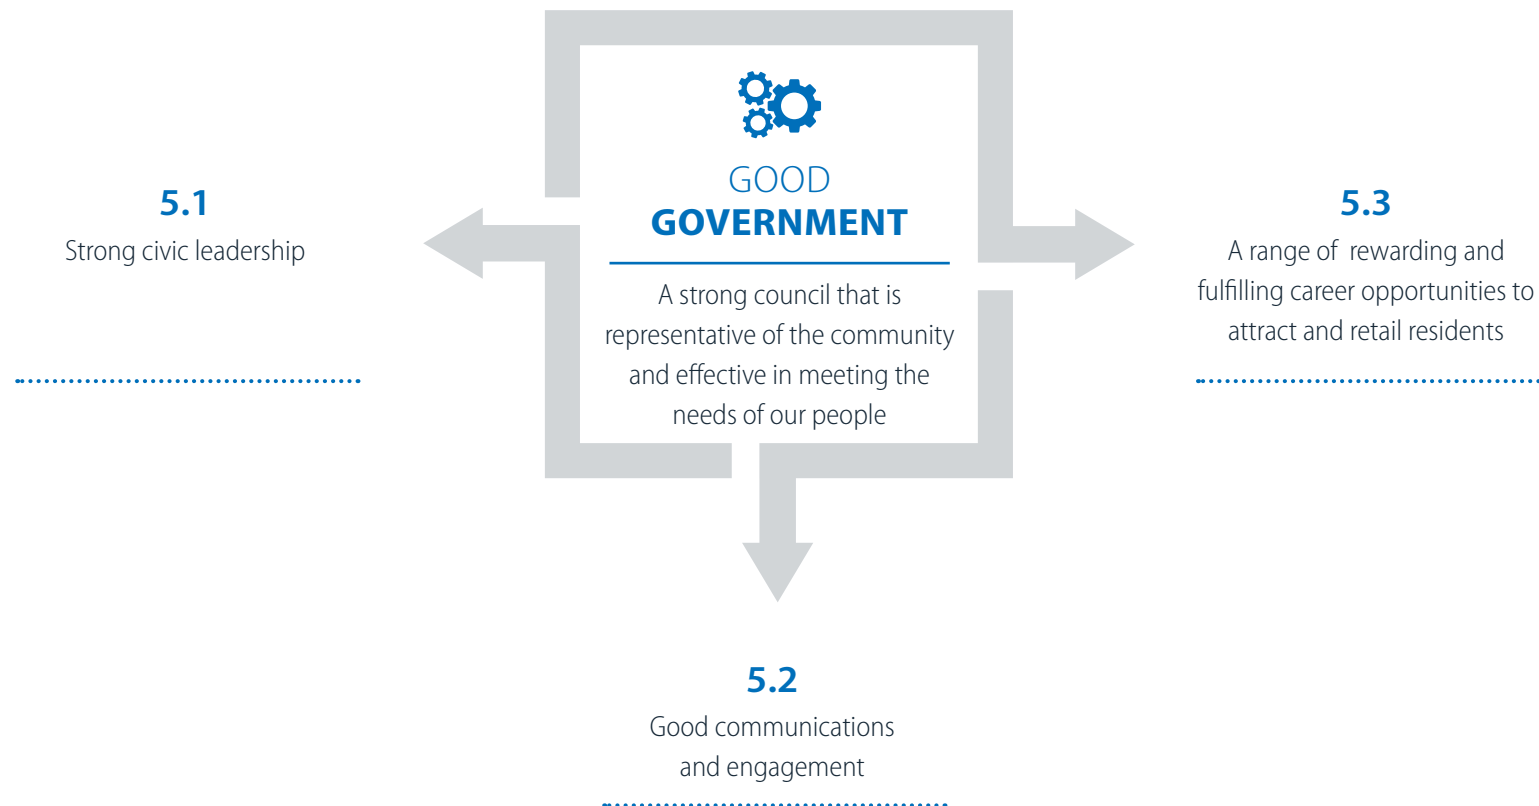 GOOD
GOVERNMENT
A strong council that is
representative of the community
and effective in meeting the
needs of our people
5.1
Strong civic leadership
5.2
Good communications
and engagement
5.3
A range of  rewarding and
fulfilling career opportunities to
attract and retail residents